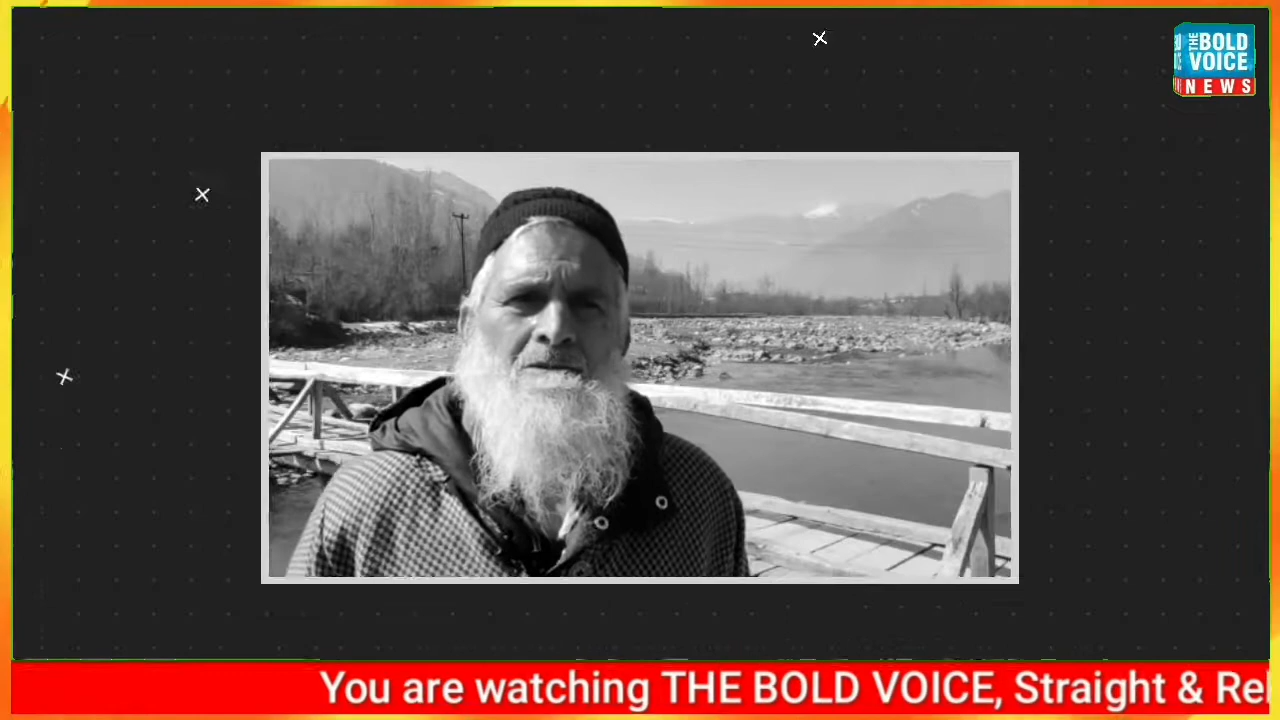 THE BOLD
VOICE
NEWS
You are watching THE BOLD VOICE, Straight & Re